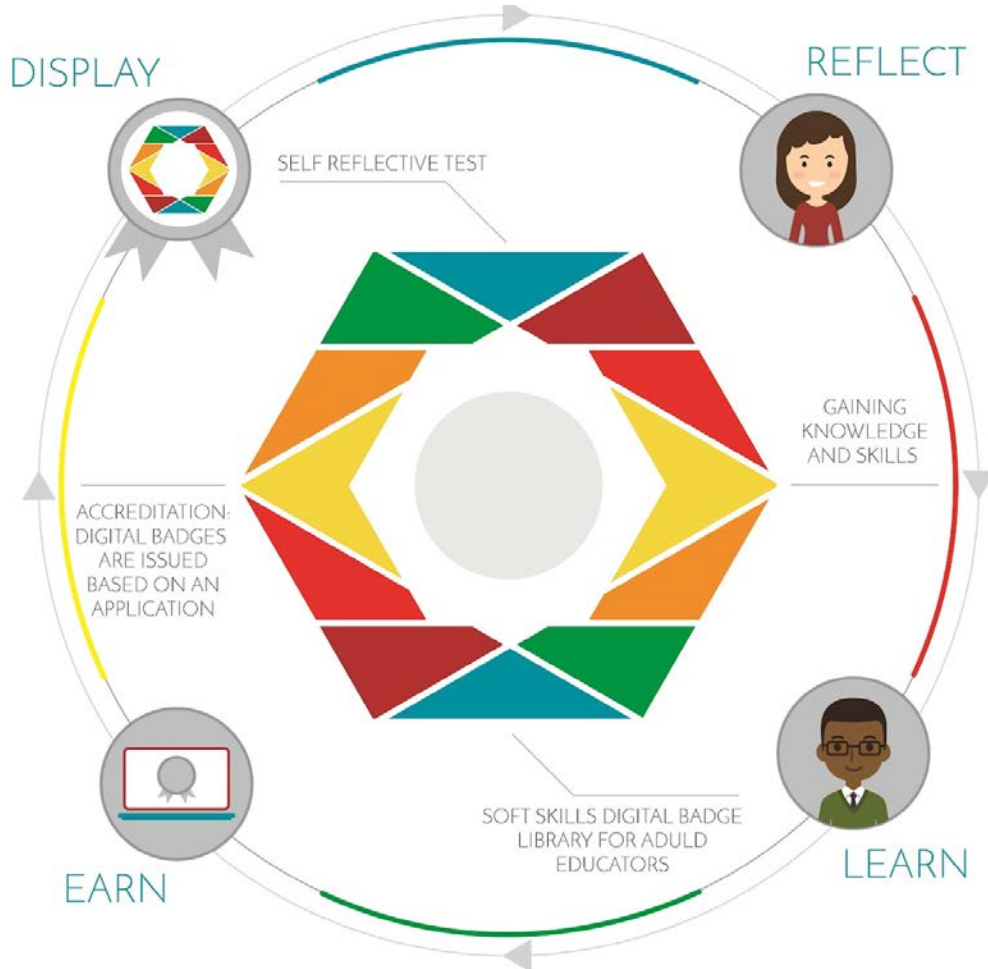 DISPLAY
REFLECT
SELF REFLECTIVE TEST
GAINING
KNOWLEDGE
AND SKILLS
ACCREDITATION:
DIGITAL BADGES
ARE ISSUED
BASED ON AN
APPLICATION
SOFT SKILLS DIGITAL BADGE
LIBRARY FOR ADULD
EDUCATORS
EARN
LEARN